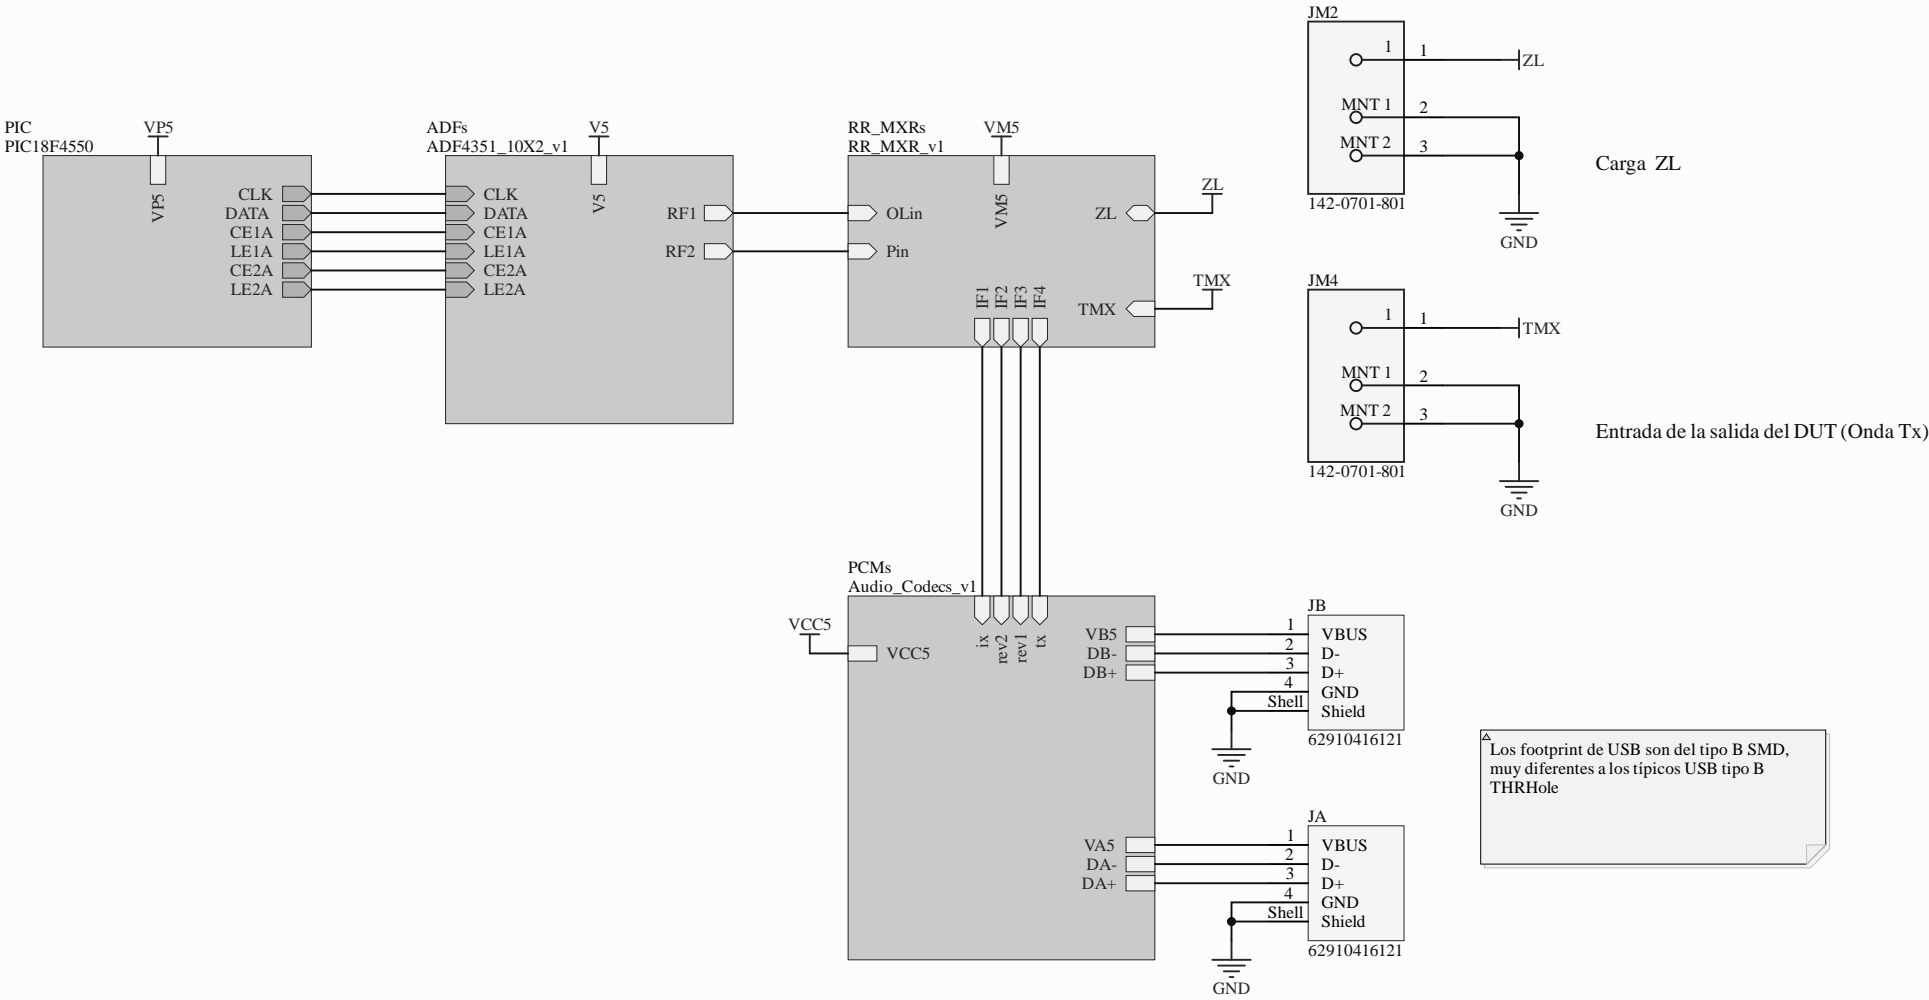 PIC
PIC18F4550
VP5
VP5
CLK
DATA
CE1A
LE1A
CE2A
LE2A
ADFs
ADF4351_10X2_v1
V5
V5
CLK
DATA
CE1A
LE1A
CE2A
LE2A
RF1
RF2
RR_MXRs
RR_MXR_v1
VM5
VM5
OLin
Pin
ZL
ZL
TMX
TMX
IF1
IF2
IF3
IF4
JM2
1 1 ZL
MNT 1 2
MNT 2 3
142-0701-801
GND
Carga ZL
JM4
1 1 TMX
MNT 1 2
MNT 2 3
142-0701-801
GND
Entrada de la salida del DUT (Onda Tx)
PCMs
Audio_Codecs_v1
VCC5
VCC5
ix
rev2
rev1
tx
VB5
DB-
DB+
VA5
DA-
DA+
JB
1 VBUS
2 D-
3 D+
4 GND
Shell Shield
62910416121
GND
JA
1 VBUS
2 D-
3 D+
4 GND
Shell Shield
62910416121
GND
Los footprint de USB son del tipo B SMD,
muy diferentes a los típicos USB tipo B
THRHole